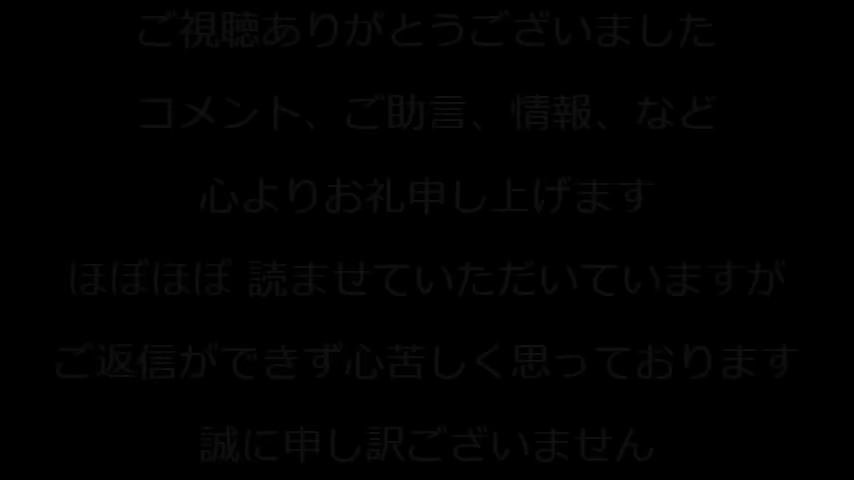 ご視聴ありがとうございました
コメント、ご助言、情報、など
心よりお礼申し上げます
ほぼほぼ 読ませていただいていますが
ご返信ができず心苦しく思っております
誠に申し訳ございません